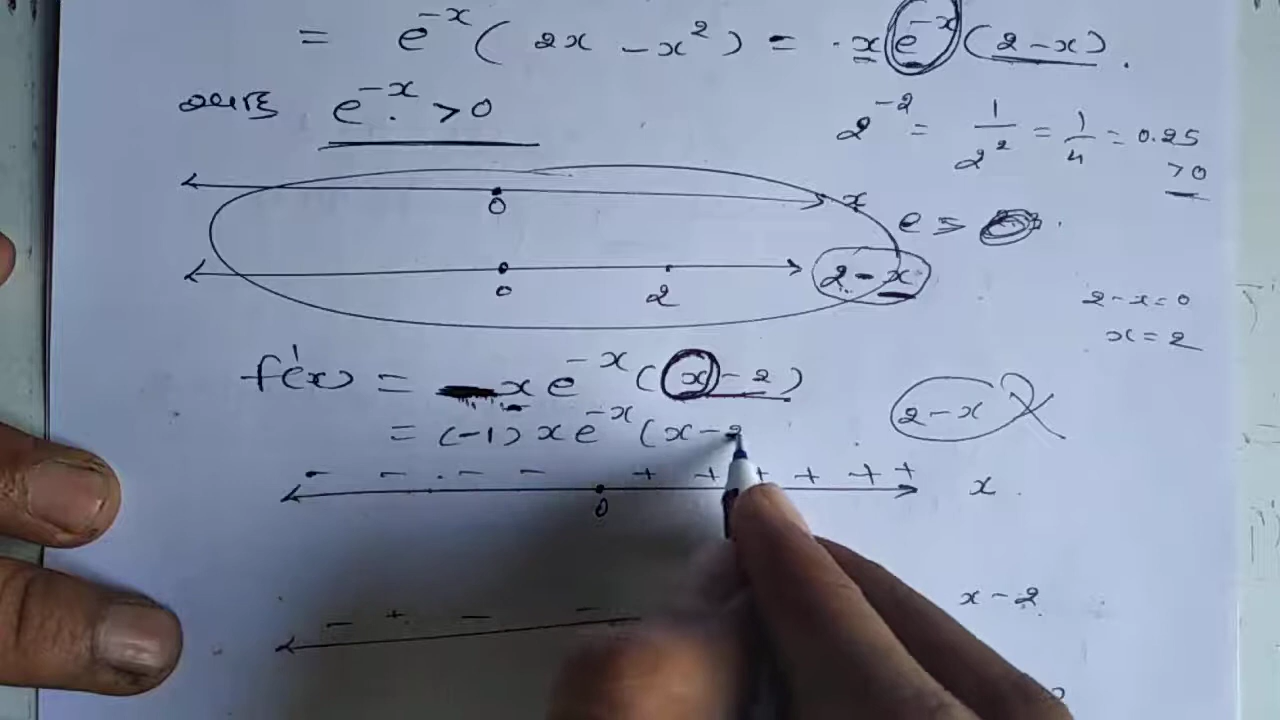 = e^{-x} ( 2x - x^2 ) = x e^{-x} ( 2 - x ) .
e^{-x} > 0
2^{-2} = 1/2^2 = 1/4 = 0.25
> 0
0 x
e =
0 2 2 - x
2 - x = 0
x = 2
f'(x) = x e^{-x} ( x - 2 )
2 - x
= (-1) x e^{-x} ( x - 2
- - - - + + + + + +
0 x
x - 2
- + - -